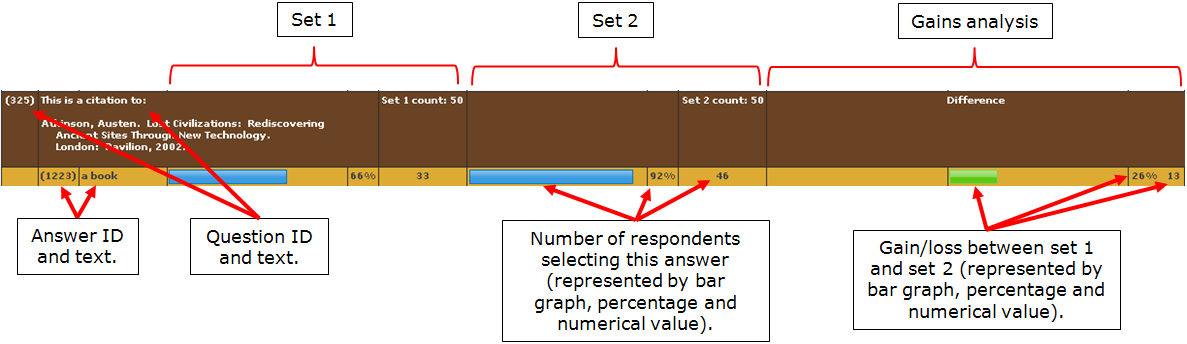 Set 1
Set 2
Gains analysis
(325) This is a citation to: Set 1 count: 50 Set 2 count: 50 Difference
Atkinson, Austen. Lost Civilizations: Rediscovering
Ancient Sites Through New Technology.
London: Pavilion, 2002.
(1223) a book 66% 33 92% 46 26% 13
Answer ID
and text.
Question ID
and text.
Number of respondents
selecting this answer
(represented by bar
graph, percentage and
numerical value).
Gain/loss between set 1
and set 2 (represented by
bar graph, percentage and
numerical value).